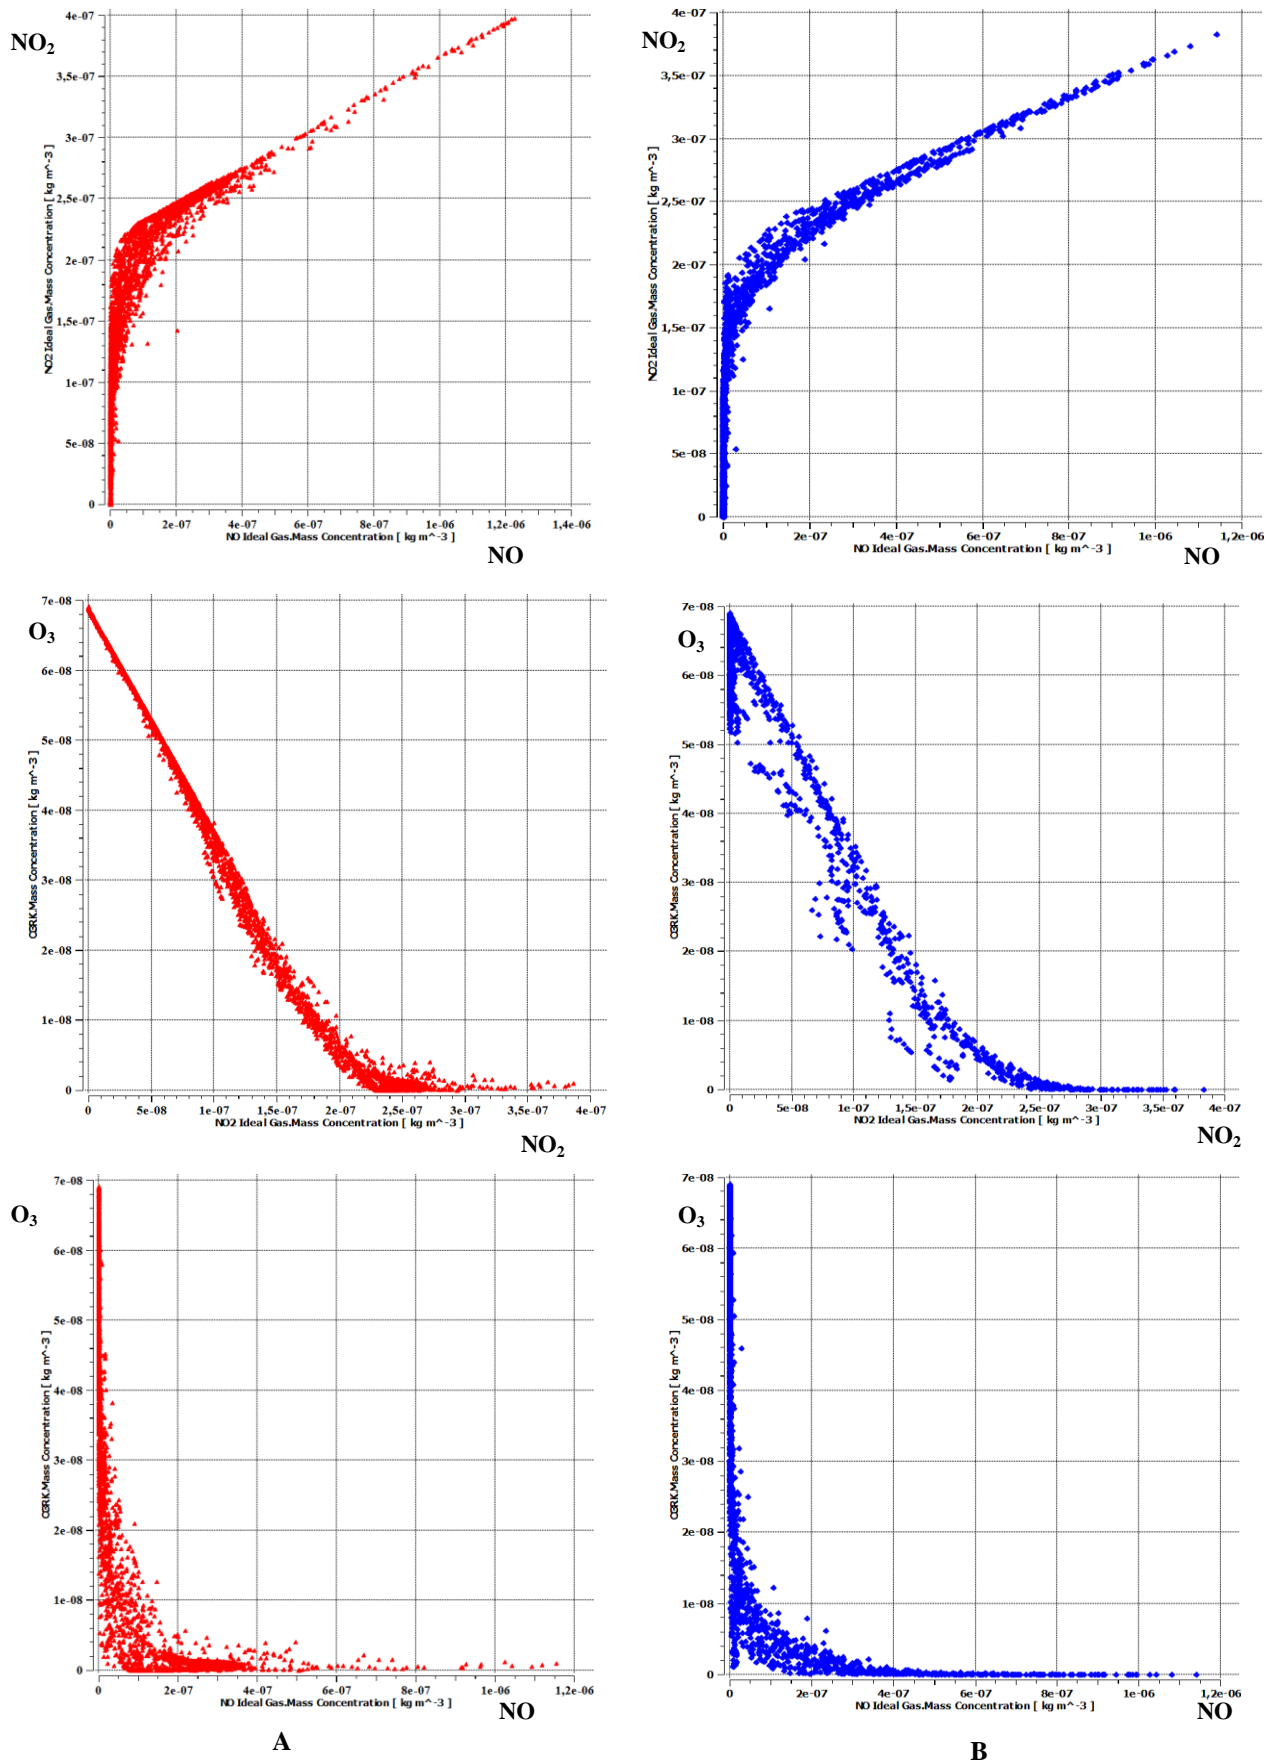 4e-07
NO2
3,5e-07
3e-07
2,5e-07
2e-07
1,5e-07
1e-07
5e-08
0
NO2 Ideal Gas.Mass Concentration [ kg m^-3 ]
0 2e-07 4e-07 6e-07 8e-07 1e-06 1,2e-06 1,4e-06
NO Ideal Gas.Mass Concentration [ kg m^-3 ]
NO
4e-07
NO2
3,5e-07
3e-07
2,5e-07
2e-07
1,5e-07
1e-07
5e-08
0
NO2 Ideal Gas.Mass Concentration [ kg m^-3 ]
0 2e-07 4e-07 6e-07 8e-07 1e-06 1,2e-06
NO Ideal Gas.Mass Concentration [ kg m^-3 ]
NO
7e-08
O3
6e-08
5e-08
4e-08
3e-08
2e-08
1e-08
0
O3RK.Mass Concentration [ kg m^-3 ]
0 5e-08 1e-07 1,5e-07 2e-07 2,5e-07 3e-07 3,5e-07 4e-07
NO2 Ideal Gas.Mass Concentration [ kg m^-3 ]
NO2
7e-08
O3
6e-08
5e-08
4e-08
3e-08
2e-08
1e-08
0
O3RK.Mass Concentration [ kg m^-3 ]
0 5e-08 1e-07 1,5e-07 2e-07 2,5e-07 3e-07 3,5e-07 4e-07
NO2 Ideal Gas.Mass Concentration [ kg m^-3 ]
NO2
7e-08
O3
6e-08
5e-08
4e-08
3e-08
2e-08
1e-08
0
O3RK.Mass Concentration [ kg m^-3 ]
0 2e-07 4e-07 6e-07 8e-07 1e-06 1,2e-06
NO Ideal Gas.Mass Concentration [ kg m^-3 ]
NO
A
7e-08
O3
6e-08
5e-08
4e-08
3e-08
2e-08
1e-08
0
O3RK.Mass Concentration [ kg m^-3 ]
0 2e-07 4e-07 6e-07 8e-07 1e-06 1,2e-06
NO Ideal Gas.Mass Concentration [ kg m^-3 ]
NO
B